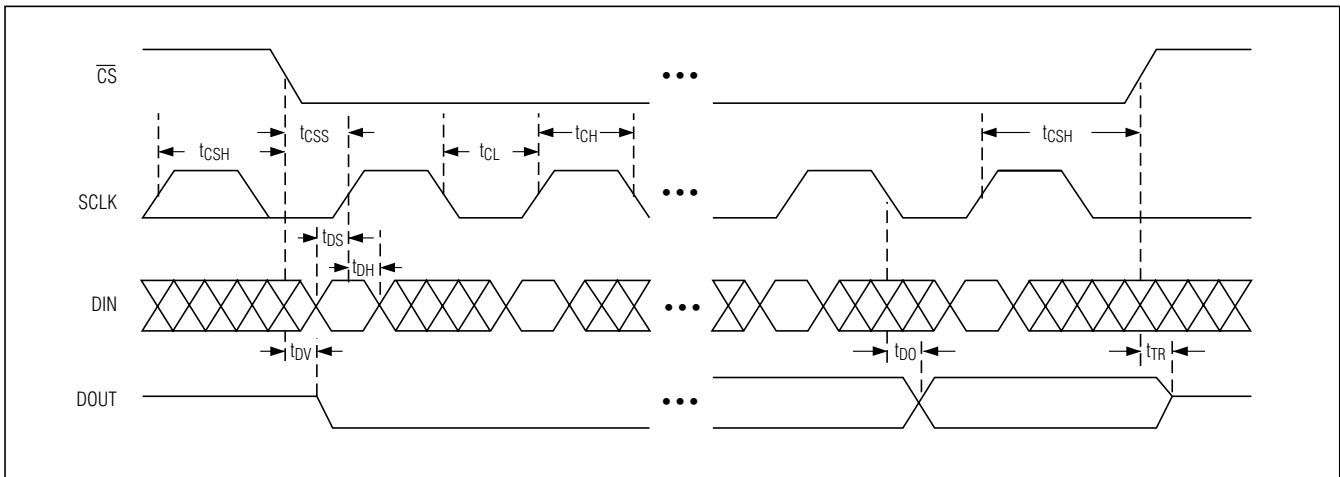 CS
•••
tCSS
tCH
tCSH
tCSH
tCL
SCLK
•••
tDS
tDH
DIN
•••
tDV
tDO
tTR
DOUT
•••